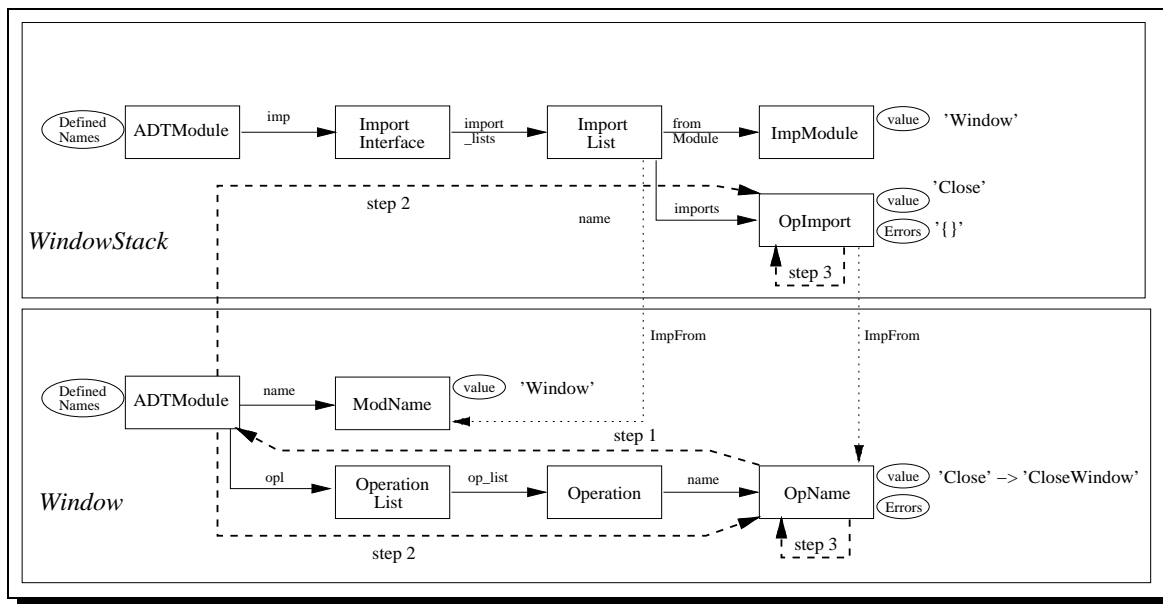 Defined
Names
ADTModule
imp
Import
Interface
import
_lists
Import
List
from
Module
ImpModule
value
'Window'
step 2
name
imports
OpImport
value
'Close'
Errors
'{}'
step 3
WindowStack
ImpFrom
ImpFrom
Defined
Names
ADTModule
name
ModName
value
'Window'
step 1
opl
Operation
List
op_list
Operation
name
OpName
value
'Close' –> 'CloseWindow'
Errors
Window
step 2
step 3